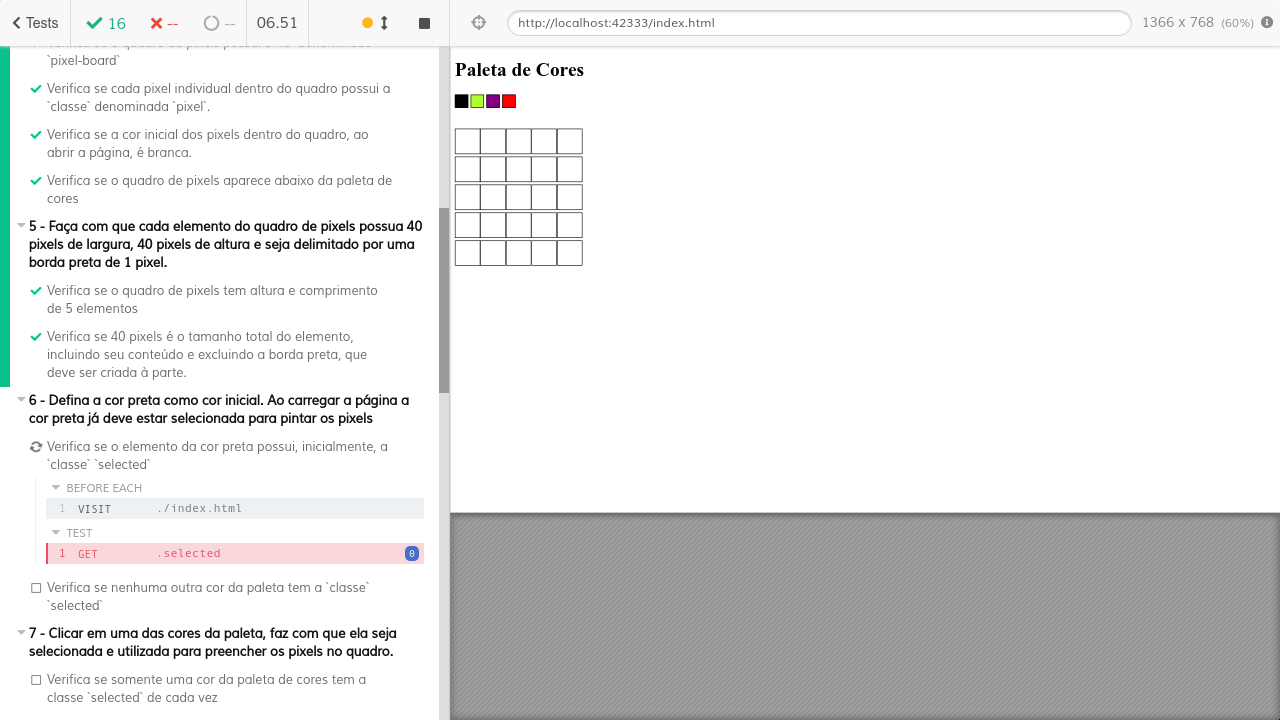 Tests
16
--
--
06.51
http://localhost:42333/index.html
1366 x 768 (60%)
`pixel-board`
Verifica se cada pixel individual dentro do quadro possui a
`classe` denominada `pixel`.
Verifica se a cor inicial dos pixels dentro do quadro, ao
abrir a página, é branca.
Verifica se o quadro de pixels aparece abaixo da paleta de
cores
5 - Faça com que cada elemento do quadro de pixels possua 40
pixels de largura, 40 pixels de altura e seja delimitado por uma
borda preta de 1 pixel.
Verifica se o quadro de pixels tem altura e comprimento
de 5 elementos
Verifica se 40 pixels é o tamanho total do elemento,
incluindo seu conteúdo e excluindo a borda preta, que
deve ser criada à parte.
6 - Defina a cor preta como cor inicial. Ao carregar a página a
cor preta já deve estar selecionada para pintar os pixels
Verifica se o elemento da cor preta possui, inicialmente, a
`classe` `selected`
BEFORE EACH
1 VISIT ./index.html
TEST
1 GET .selected 0
Verifica se nenhuma outra cor da paleta tem a `classe`
`selected`
7 - Clicar em uma das cores da paleta, faz com que ela seja
selecionada e utilizada para preencher os pixels no quadro.
Verifica se somente uma cor da paleta de cores tem a
classe `selected` de cada vez
Paleta de Cores